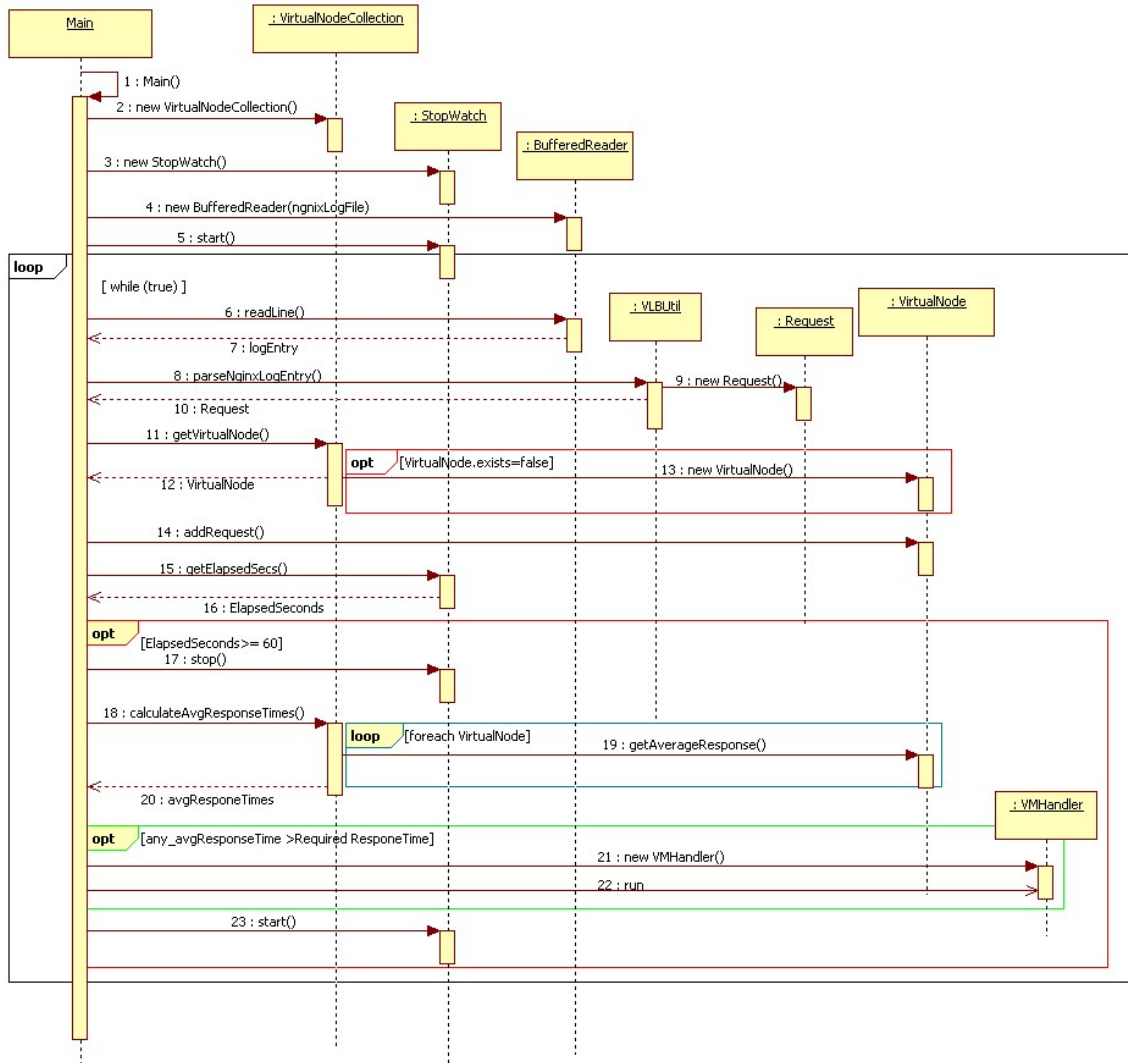 Main
: VirtualNodeCollection
1 : Main()
2 : new VirtualNodeCollection()
: StopWatch
: BufferedReader
3 : new StopWatch()
4 : new BufferedReader(ngnixLogFile)
5 : start()
loop
[ while (true) ]
: VLBUtil
: Request
: VirtualNode
6 : readLine()
7 : logEntry
8 : parseNginxLogEntry()
9 : new Request()
10 : Request
11 : getVirtualNode()
opt [VirtualNode.exists=false]
13 : new VirtualNode()
12 : VirtualNode
14 : addRequest()
15 : getElapsedSecs()
16 : ElapsedSeconds
opt
[ElapsedSeconds>= 60]
17 : stop()
18 : calculateAvgResponseTimes()
loop [foreach VirtualNode]
19 : getAverageResponse()
20 : avgResponeTimes
: VMHandler
opt [any_avgResponseTime >Required ResponeTime]
21 : new VMHandler()
22 : run
23 : start()